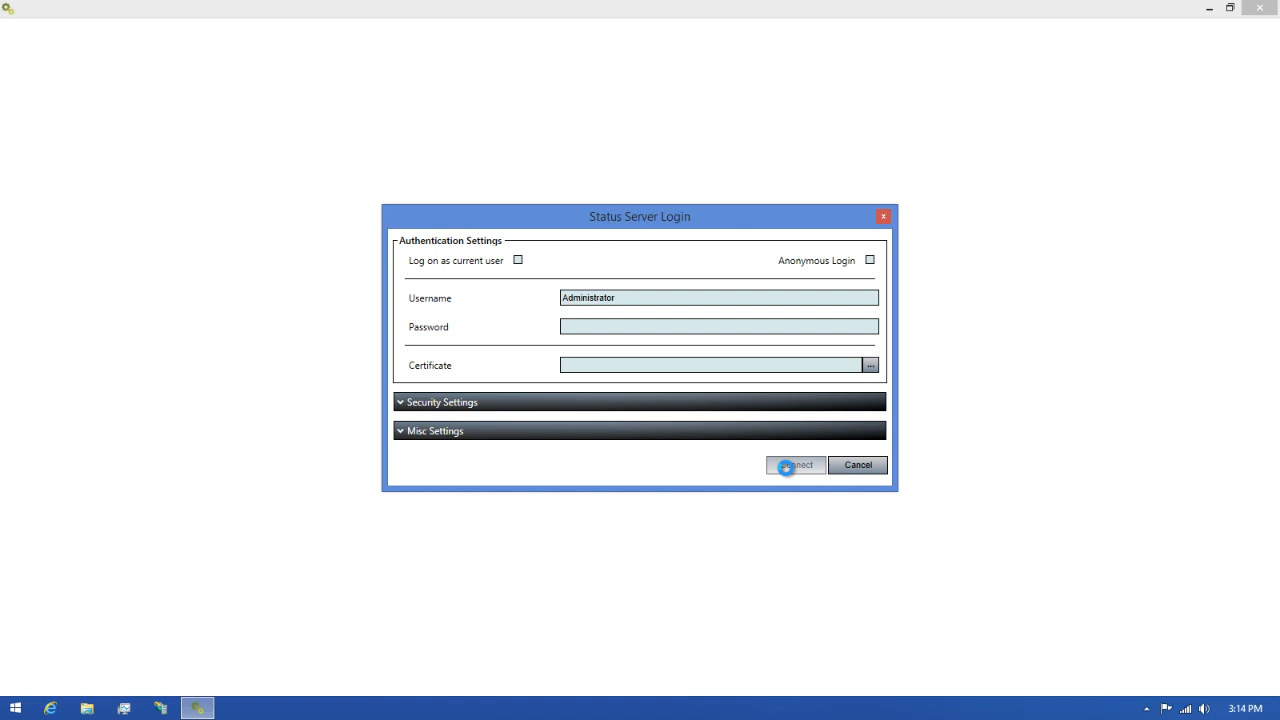 Status Server Login
Authentication Settings
Log on as current user
Anonymous Login
Username
Administrator
Password
Certificate
...
Security Settings
Misc Settings
Cancel
3:14 PM